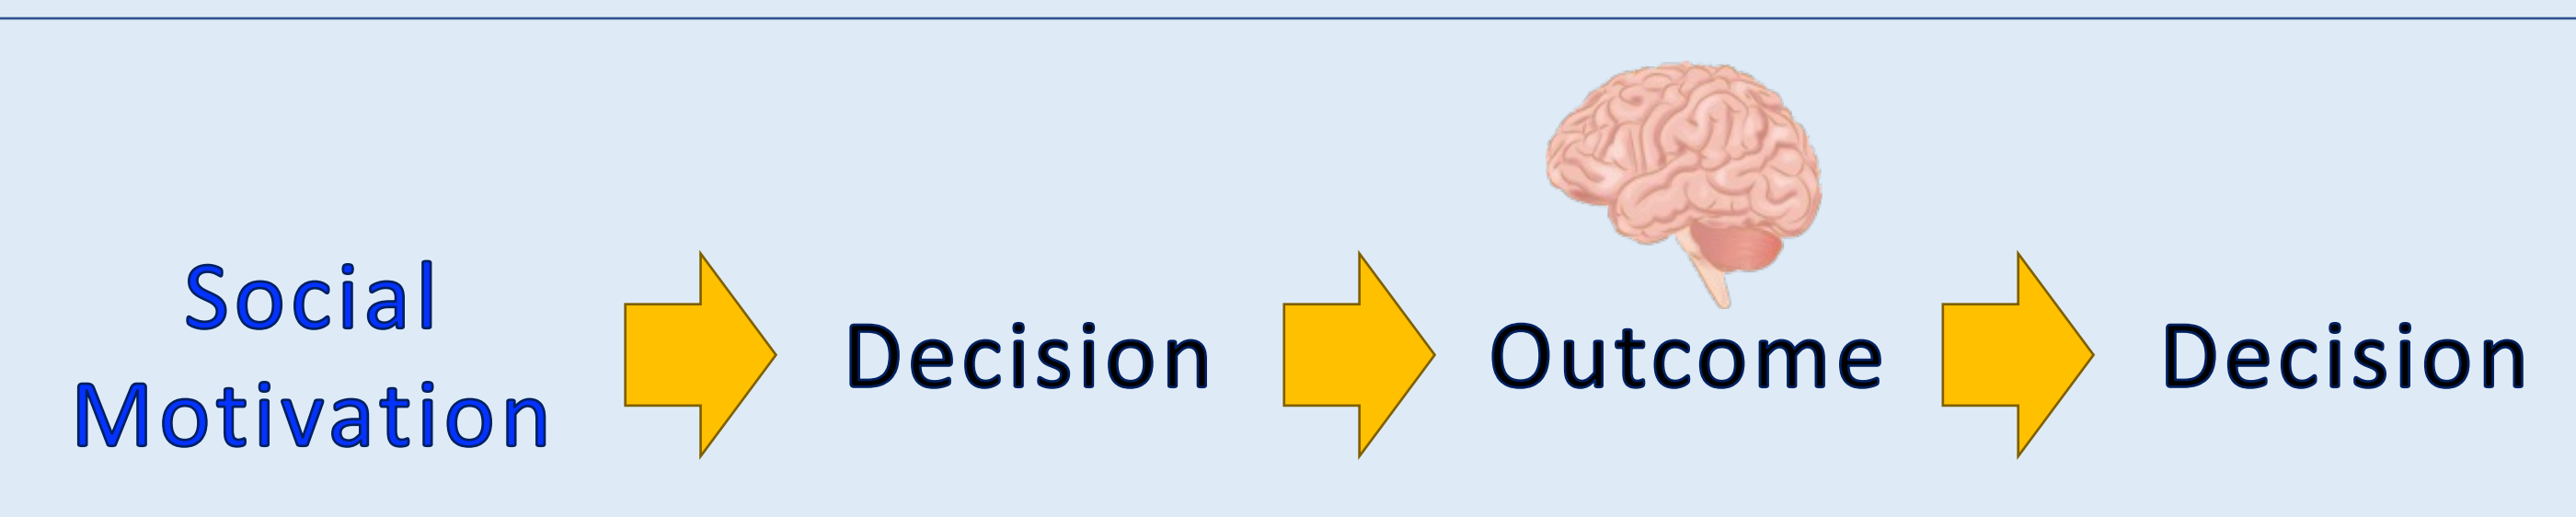 Social
Motivation
Decision
Outcome
Decision